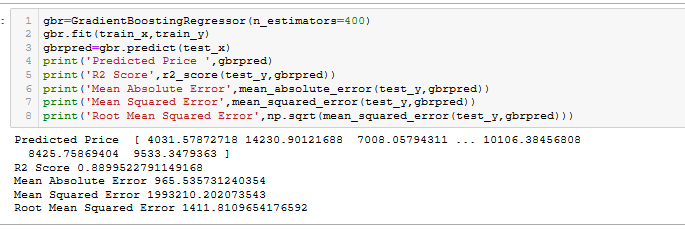 1 gbr=GradientBoostingRegressor(n_estimators=400)
2 gbr.fit(train_x,train_y)
3 gbrpred=gbr.predict(test_x)
4 print('Predicted Price ',gbrpred)
5 print('R2 Score',r2_score(test_y,gbrpred))
6 print('Mean Absolute Error',mean_absolute_error(test_y,gbrpred))
7 print('Mean Squared Error',mean_squared_error(test_y,gbrpred))
8 print('Root Mean Squared Error',np.sqrt(mean_squared_error(test_y,gbrpred)))
Predicted Price  [ 4031.57872718 14230.90121688  7008.05794311 ... 10106.38456808
  8425.75869404  9533.3479363 ]
R2 Score 0.8899522791149168
Mean Absolute Error 965.535731240354
Mean Squared Error 1993210.202073543
Root Mean Squared Error 1411.8109654176592